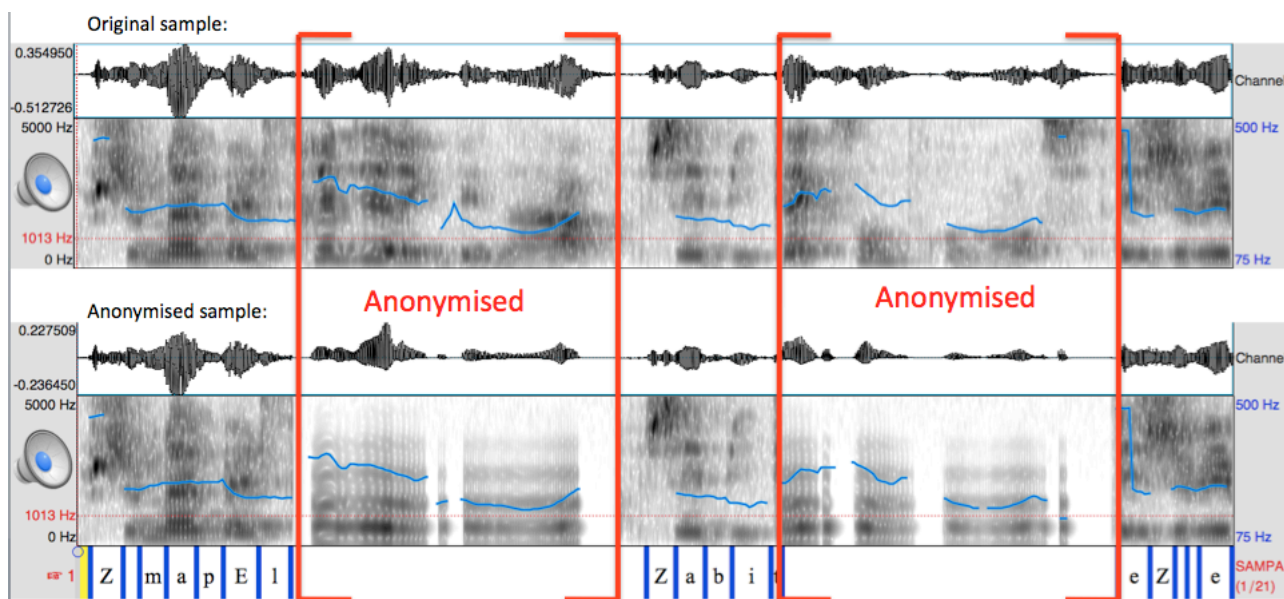 Original sample:
0.354950
-0.512726
Channel
5000 Hz
500 Hz
1013 Hz
0 Hz
75 Hz
Anonymised
Anonymised
Anonymised sample:
0.227509
-0.236450
Channel
5000 Hz
500 Hz
1013 Hz
0 Hz
75 Hz
1
Z m a p E l
Z a b i t
e Z e
SAMPA
(1/21)